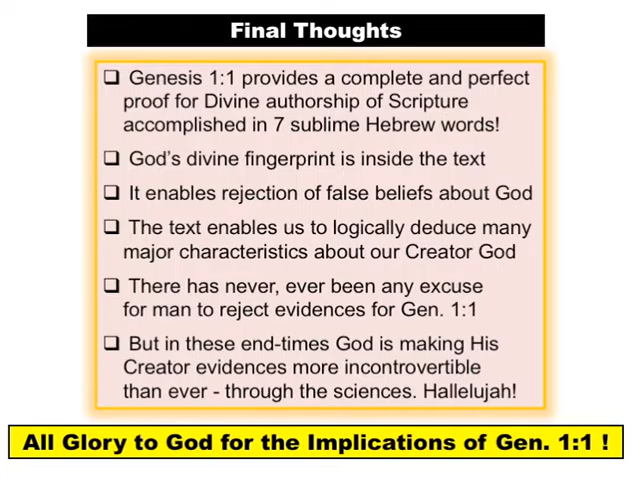 Final Thoughts
❑ Genesis 1:1 provides a complete and perfect
proof for Divine authorship of Scripture
accomplished in 7 sublime Hebrew words!
❑ God's divine fingerprint is inside the text
❑ It enables rejection of false beliefs about God
❑ The text enables us to logically deduce many
major characteristics about our Creator God
❑ There has never, ever been any excuse
for man to reject evidences for Gen. 1:1
❑ But in these end-times God is making His
Creator evidences more incontrovertible
than ever - through the sciences. Hallelujah!
All Glory to God for the Implications of Gen. 1:1 !